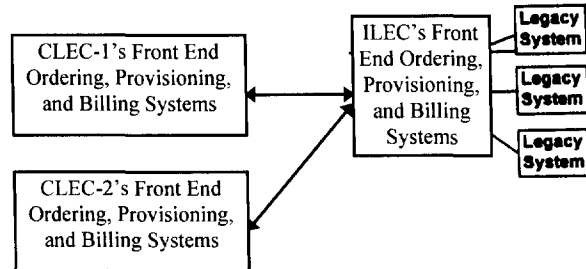 CLEC-1's Front End
Ordering, Provisioning,
and Billing Systems
ILEC's Front
End Ordering,
Provisioning,
and Billing
Systems
Legacy
System
Legacy
System
Legacy
System
CLEC-2's Front End
Ordering, Provisioning,
and Billing Systems